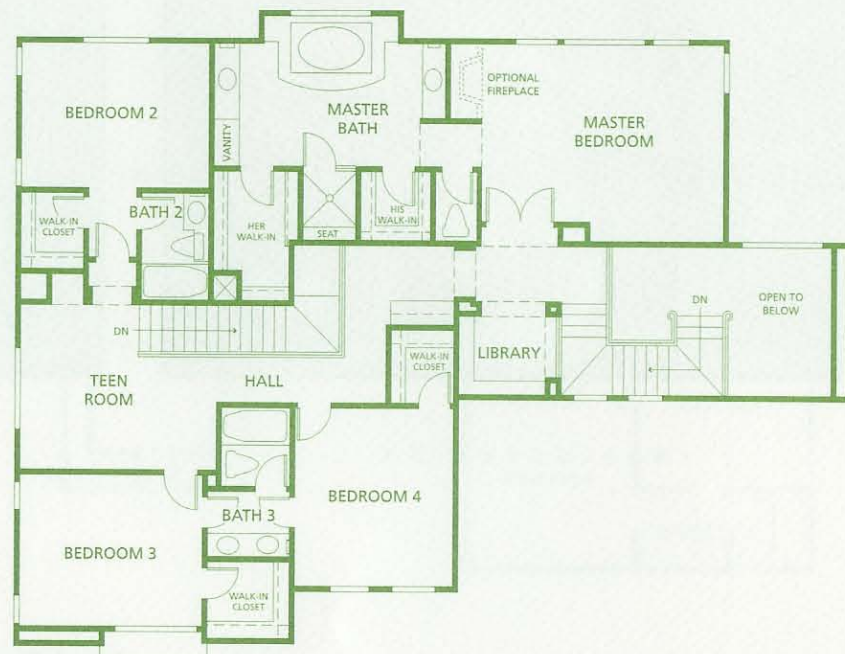 BEDROOM 2
MASTER
BATH
VANITY
OPTIONAL
FIREPLACE
MASTER
BEDROOM
WALK-IN
CLOSET
BATH 2
HER
WALK-IN
SEAT
HIS
WALK-IN
DN
TEEN
ROOM
HALL
WALK-IN
CLOSET
LIBRARY
DN
OPEN TO
BELOW
BEDROOM 3
BATH 3
BEDROOM 4
WALK-IN
CLOSET